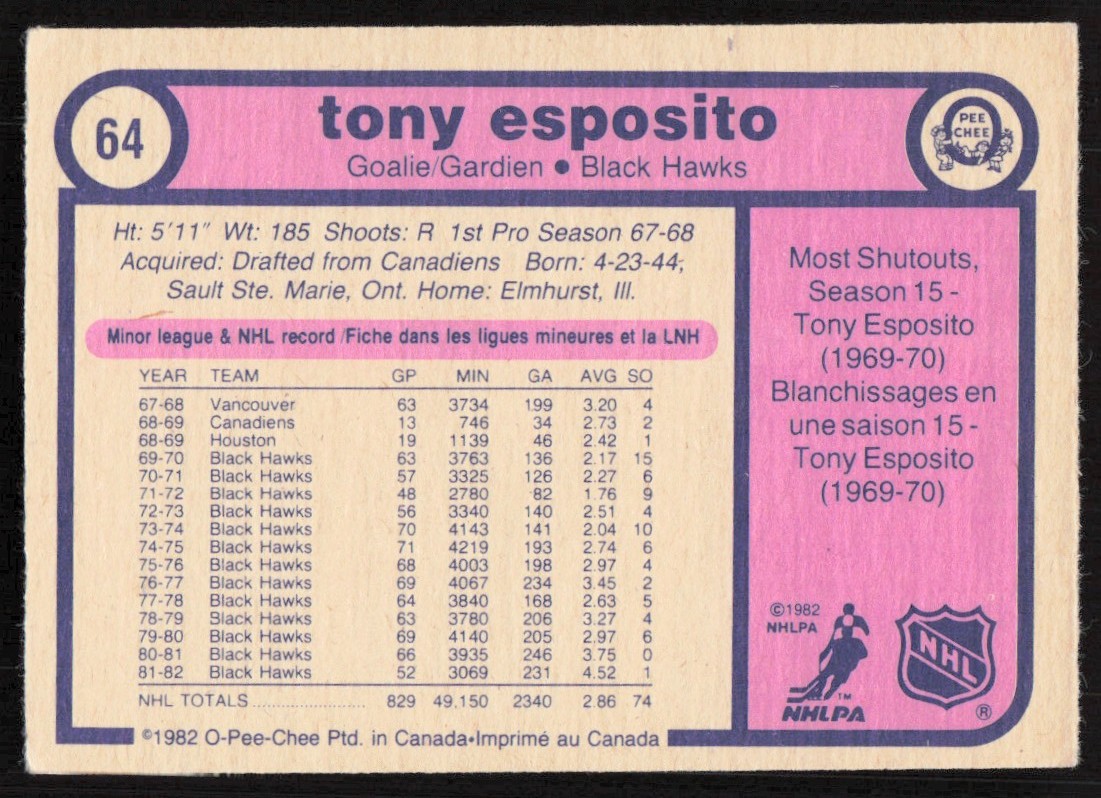 64
tony esposito
Goalie/Gardien • Black Hawks
PEE
CHEE
Ht: 5'11" Wt: 185 Shoots: R 1st Pro Season 67-68
Acquired: Drafted from Canadiens Born: 4-23-44,
Sault Ste. Marie, Ont. Home: Elmhurst, Ill.
Minor league & NHL record/Fiche dans les ligues mineures et la LNH
YEAR TEAM GP MIN GA AVG SO
67-68 Vancouver 63 3734 199 3.20 4
68-69 Canadiens 13 746 34 2.73 2
68-69 Houston 19 1139 46 2.42 1
69-70 Black Hawks 63 3763 136 2.17 15
70-71 Black Hawks 57 3325 126 2.27 6
71-72 Black Hawks 48 2780 82 1.76 9
72-73 Black Hawks 56 3340 140 2.51 4
73-74 Black Hawks 70 4143 141 2.04 10
74-75 Black Hawks 71 4219 193 2.74 6
75-76 Black Hawks 68 4003 198 2.97 4
76-77 Black Hawks 69 4067 234 3.45 2
77-78 Black Hawks 64 3840 168 2.63 5
78-79 Black Hawks 63 3780 206 3.27 4
79-80 Black Hawks 69 4140 205 2.97 6
80-81 Black Hawks 66 3935 246 3.75 0
81-82 Black Hawks 52 3069 231 4.52 1
NHL TOTALS ........................ 829 49.150 2340 2.86 74
©1982 O-Pee-Chee Ptd. in Canada•Imprimé au Canada
Most Shutouts,
Season 15 -
Tony Esposito
(1969-70)
Blanchissages en
une saison 15 -
Tony Esposito
(1969-70)
©1982
NHLPA
TM
NHLPA
NHL
®